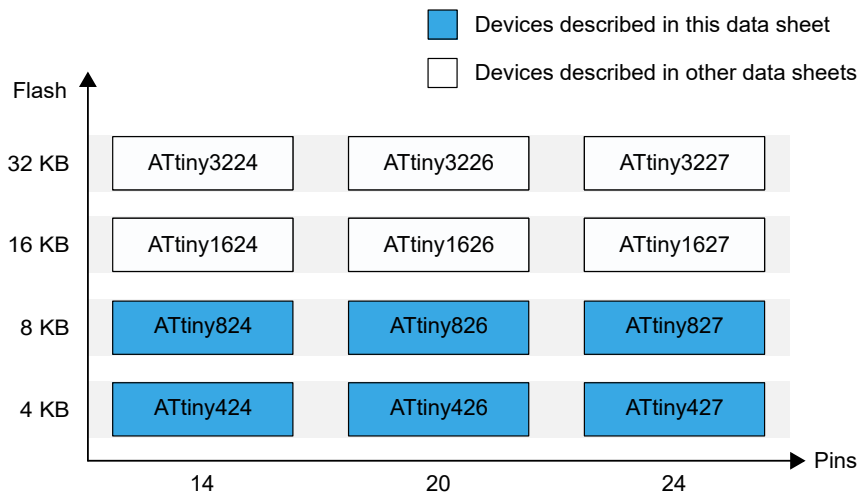 Devices described in this data sheet
Devices described in other data sheets
Flash
32 KB ATtiny3224 ATtiny3226 ATtiny3227
16 KB ATtiny1624 ATtiny1626 ATtiny1627
8 KB ATtiny824 ATtiny826 ATtiny827
4 KB ATtiny424 ATtiny426 ATtiny427
Pins
14 20 24